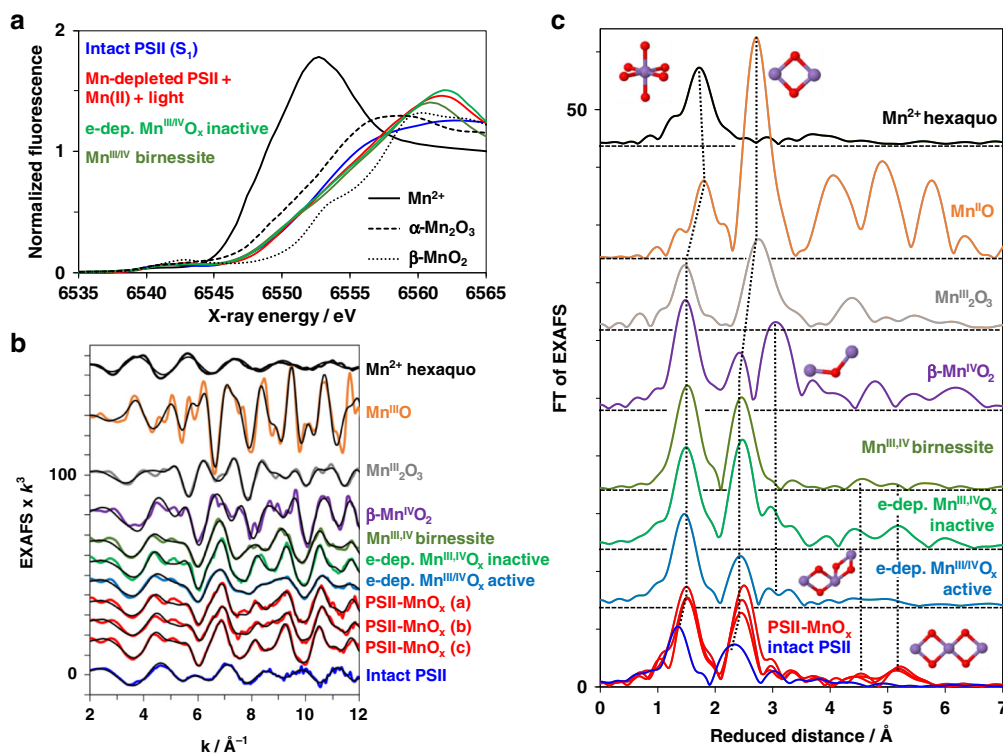 a
2
1
0
Normalized fluorescence
Intact PSII (S₁)
Mn-depleted PSII +
Mn(II) + light
e-dep. Mnᴵᴵᴵ/ᴵⱽOₓ inactive
Mnᴵᴵᴵ/ᴵⱽ birnessite
Mn²⁺
α-Mn₂O₃
β-MnO₂
6535 6540 6545 6550 6555 6560 6565
X-ray energy / eV
b
100
0
EXAFS x k³
Mn²⁺ hexaquo
MnᴵᴵᴵO
Mnᴵᴵᴵ₂O₃
β-MnᴵⱽO₂
Mnᴵᴵᴵ,ᴵⱽ birnessite
e-dep. Mnᴵᴵᴵ,ᴵⱽOₓ inactive
e-dep. Mnᴵᴵᴵ/ᴵⱽOₓ active
PSII-MnOₓ (a)
PSII-MnOₓ (b)
PSII-MnOₓ (c)
Intact PSII
2 4 6 8 10 12
k / Å⁻¹
c
50
0
FT of EXAFS
Mn²⁺ hexaquo
MnᴵᴵO
Mnᴵᴵᴵ₂O₃
β-MnᴵⱽO₂
Mnᴵᴵᴵ,ᴵⱽ birnessite
e-dep. Mnᴵᴵᴵ,ᴵⱽOₓ
inactive
e-dep. Mnᴵᴵᴵ/ᴵⱽOₓ
active
PSII-MnOₓ
intact PSII
0 1 2 3 4 5 6 7
Reduced distance / Å